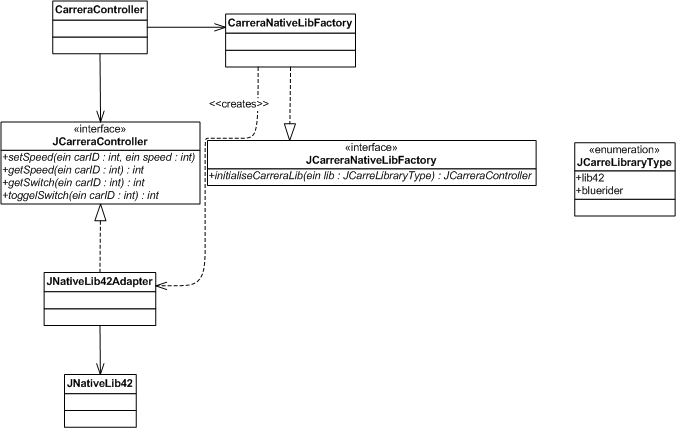 CarreraController
CarreraNativeLibFactory
<<creates>>
«interface»
JCarreraController
+setSpeed(ein carID : int, ein speed : int)
+getSpeed(ein carID : int) : int
+getSwitch(ein carID : int) : int
+toggelSwitch(ein carID : int) : int
«interface»
JCarreraNativeLibFactory
+initialiseCarreraLib(ein lib : JCarreLibraryType) : JCarreraController
«enumeration»
JCarreLibraryType
+lib42
+bluerider
JNativeLib42Adapter
JNativeLib42